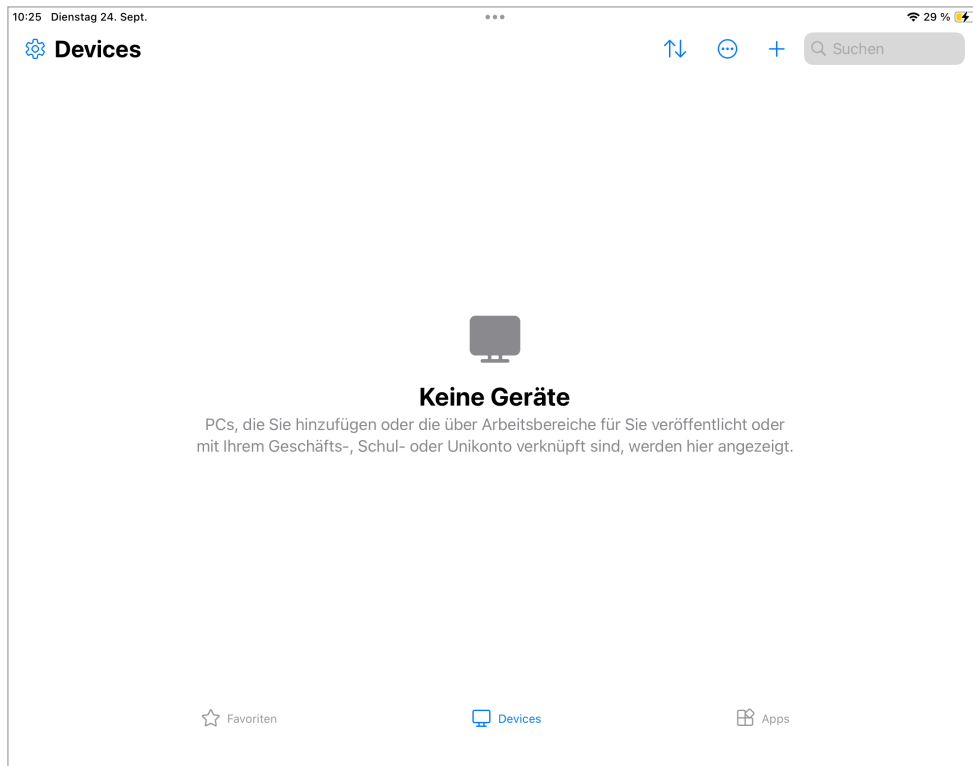 10:25 Dienstag 24. Sept. 29 %
Devices Suchen
Keine Geräte
PCs, die Sie hinzufügen oder die über Arbeitsbereiche für Sie veröffentlicht oder
mit Ihrem Geschäfts-, Schul- oder Unikonto verknüpft sind, werden hier angezeigt.
Favoriten Devices Apps